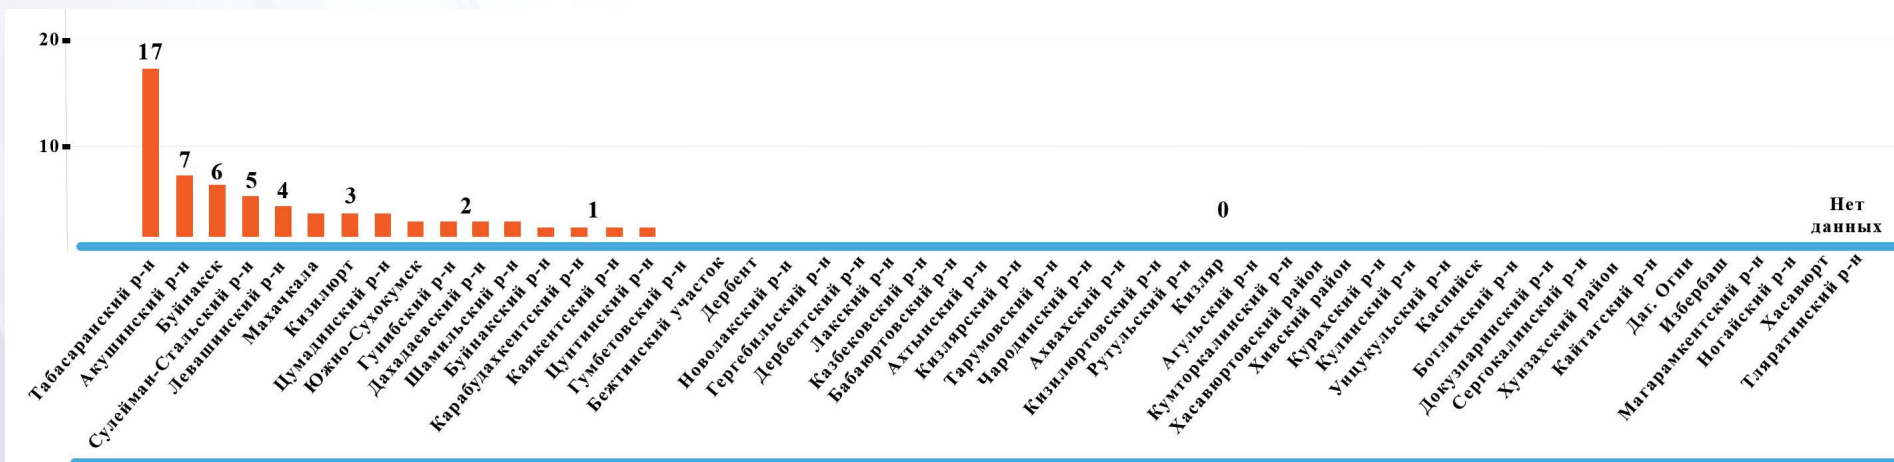 20
17
10
7
6
5
4
3
2
1
0
Нет
данных
Табасаранский р-н
Акушинский р-н
Буйнакск
Сулейман-Стальский р-н
Левашинский р-н
Махачкала
Кизилюрт
Цумадинский р-н
Южно-Сухокумск
Гунибский р-н
Дахадаевский р-н
Шамильский р-н
Буйнакский р-н
Карабудахкентский р-н
Каякентский р-н
Цунтинский р-н
Гумбетовский р-н
Бежтинский участок
Дербент
Новолакский р-н
Гергебильский р-н
Дербентский р-н
Лакский р-н
Казбековский р-н
Бабаюртовский р-н
Ахтынский р-н
Кизлярский р-н
Тарумовский р-н
Чародинский р-н
Ахвахский р-н
Кизилюртовский р-н
Рутульский р-н
Кизляр
Агульский р-н
Кумторкалинский р-н
Хасавюртовский район
Хивский район
Курахский р-н
Кулинский р-н
Унцукульский р-н
Каспийск
Ботлихский р-н
Докузпаринский р-н
Сергокалинский р-н
Хунзахский район
Кайтагский р-н
Даг. Огни
Избербаш
Магарамкентский р-н
Ногайский р-н
Хасавюрт
Тляратинский р-н